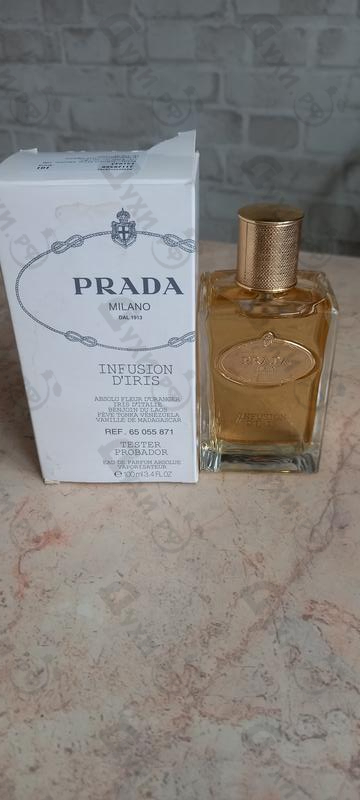 PRADA
MILANO
DAL 1913
INFUSION
D'IRIS
ABSOLU FLEUR D'ORANGER
IRIS D'ITALIE
BENJOIN DU LAOS
FEVE TONKA VENEZUELA
VANILLE DE MADAGASCAR
REF. 65 055 871
TESTER
PROBADOR
EAU DE PARFUM ABSOLUE
VAPORISATEUR
℮ 100 ml 3.4 FL.OZ
PRADA
INFUSION